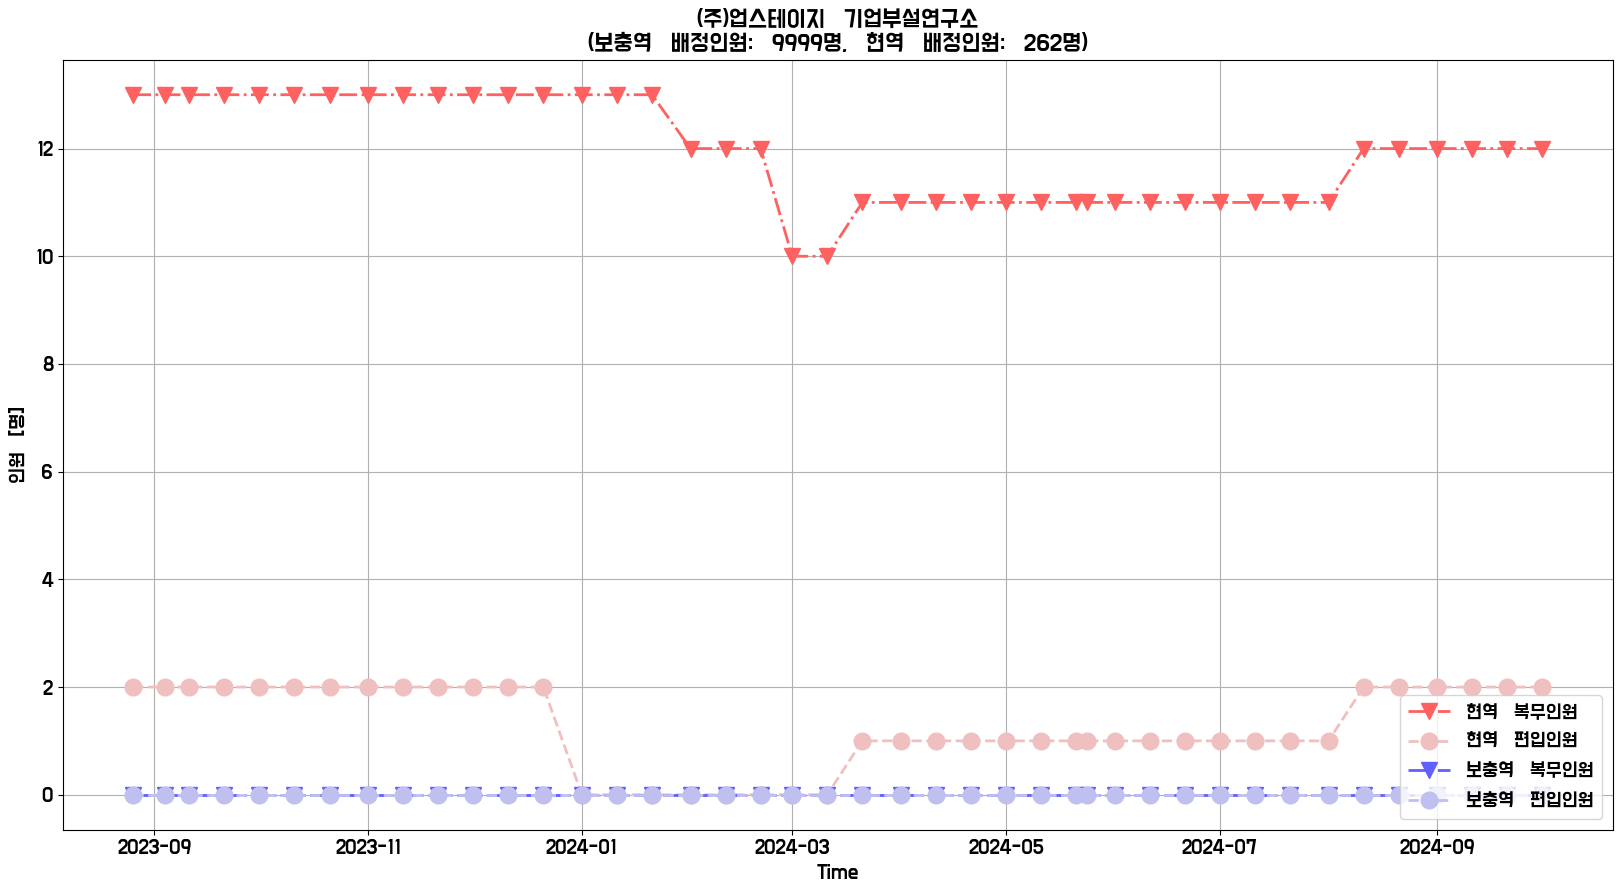 (주)업스테이지 기업부설연구소
(보충역 배정인원: 9999명, 현역 배정인원: 262명)
인원 [명]
12
10
8
6
4
2
0
현역 복무인원
현역 편입인원
보충역 복무인원
보충역 편입인원
2023-09 2023-11 2024-01 2024-03 2024-05 2024-07 2024-09
Time